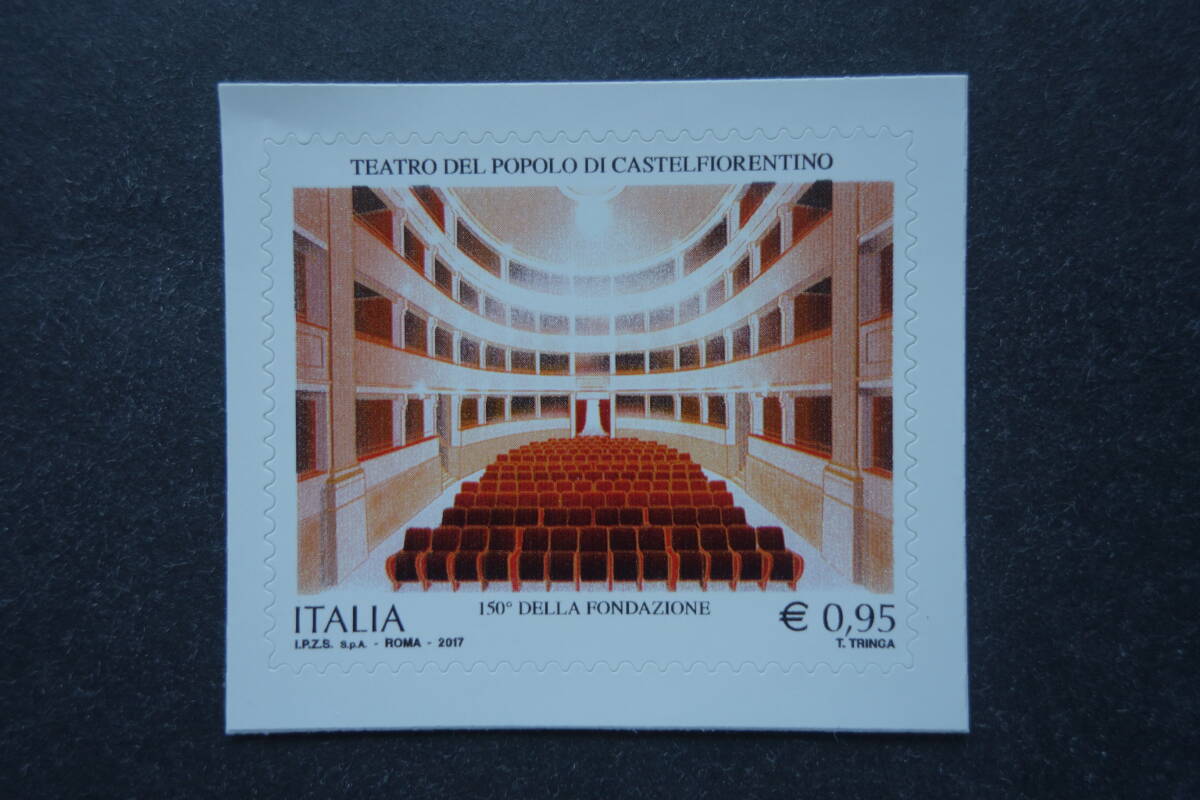 TEATRO DEL POPOLO DI CASTELFIORENTINO
150° DELLA FONDAZIONE
ITALIA € 0,95
I.P.Z.S. S.p.A. - ROMA - 2017 T. TRINGA